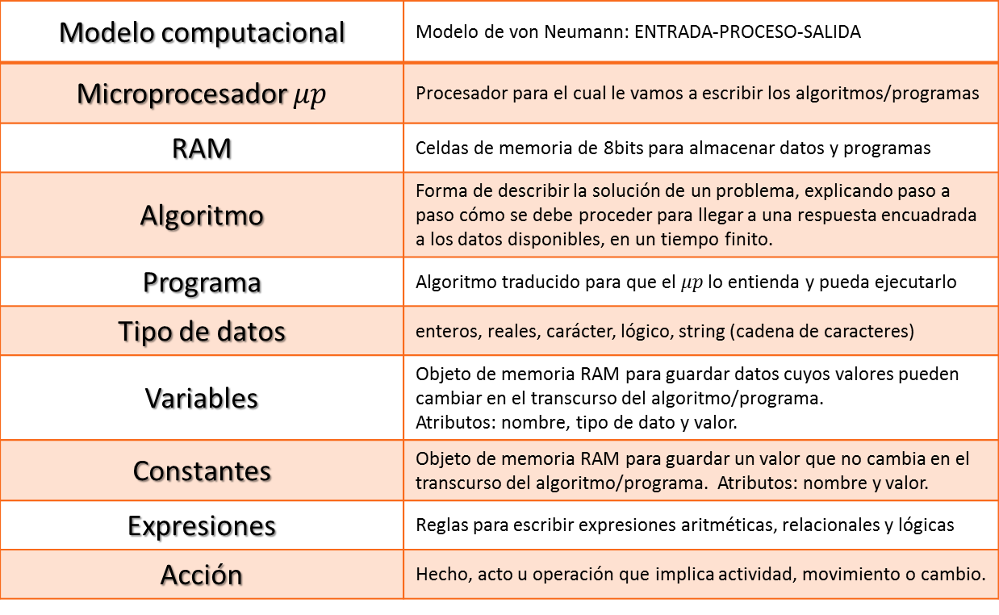 Modelo computacional
Modelo de von Neumann: ENTRADA-PROCESO-SALIDA
Microprocesador μp
Procesador para el cual le vamos a escribir los algoritmos/programas
RAM
Celdas de memoria de 8bits para almacenar datos y programas
Algoritmo
Forma de describir la solución de un problema, explicando paso a
paso cómo se debe proceder para llegar a una respuesta encuadrada
a los datos disponibles, en un tiempo finito.
Programa
Algoritmo traducido para que el μp lo entienda y pueda ejecutarlo
Tipo de datos
enteros, reales, carácter, lógico, string (cadena de caracteres)
Variables
Objeto de memoria RAM para guardar datos cuyos valores pueden
cambiar en el transcurso del algoritmo/programa.
Atributos: nombre, tipo de dato y valor.
Constantes
Objeto de memoria RAM para guardar un valor que no cambia en el
transcurso del algoritmo/programa. Atributos: nombre y valor.
Expresiones
Reglas para escribir expresiones aritméticas, relacionales y lógicas
Acción
Hecho, acto u operación que implica actividad, movimiento o cambio.